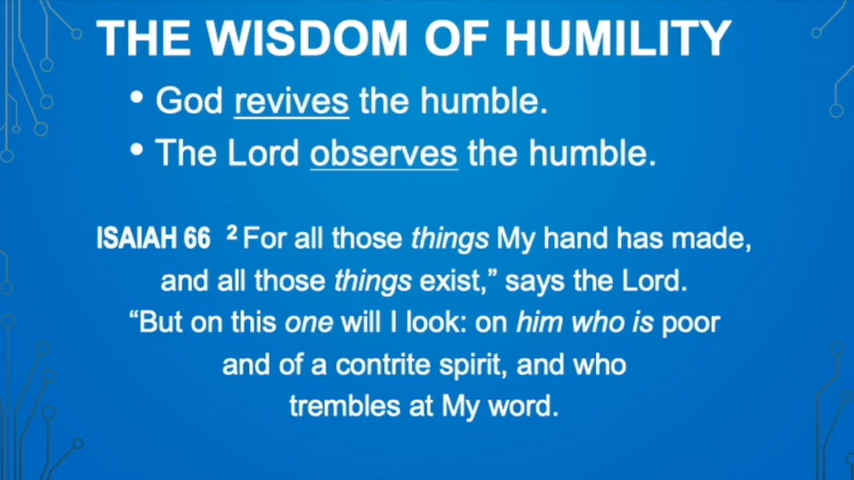 THE WISDOM OF HUMILITY
• God revives the humble.
• The Lord observes the humble.
ISAIAH 66 ² For all those things My hand has made,
and all those things exist,” says the Lord.
“But on this one will I look: on him who is poor
and of a contrite spirit, and who
trembles at My word.